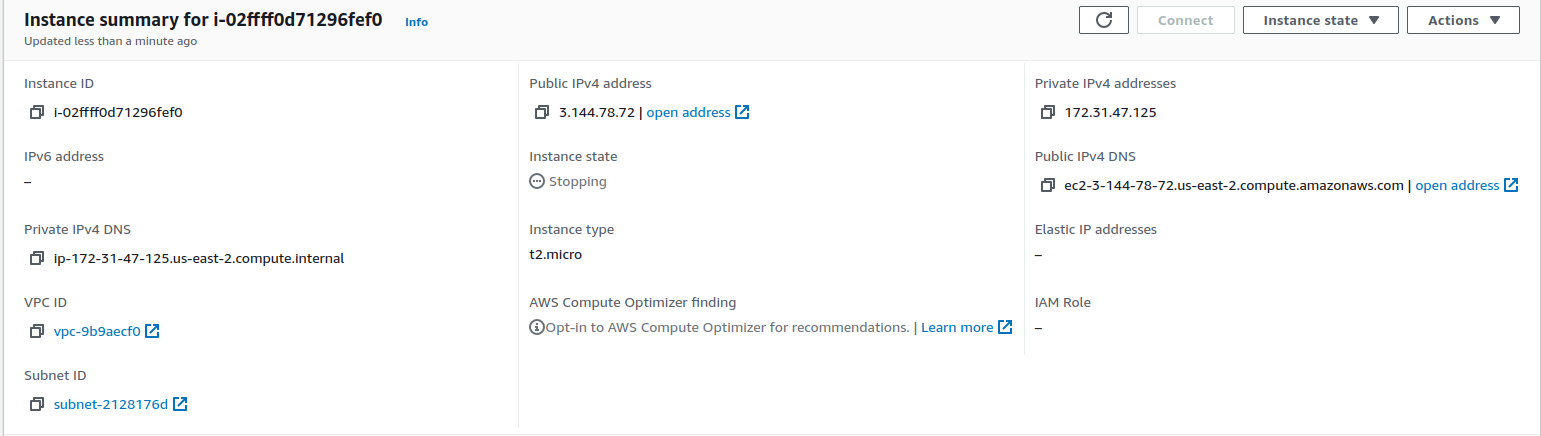 Instance summary for i-02ffff0d71296fef0 Info
Updated less than a minute ago
Connect
Instance state
Actions
Instance ID
i-02ffff0d71296fef0
Public IPv4 address
3.144.78.72 | open address
Private IPv4 addresses
172.31.47.125
IPv6 address
–
Instance state
Stopping
Public IPv4 DNS
ec2-3-144-78-72.us-east-2.compute.amazonaws.com | open address
Private IPv4 DNS
ip-172-31-47-125.us-east-2.compute.internal
Instance type
t2.micro
Elastic IP addresses
–
VPC ID
vpc-9b9aecf0
AWS Compute Optimizer finding
Opt-in to AWS Compute Optimizer for recommendations. | Learn more
IAM Role
–
Subnet ID
subnet-2128176d